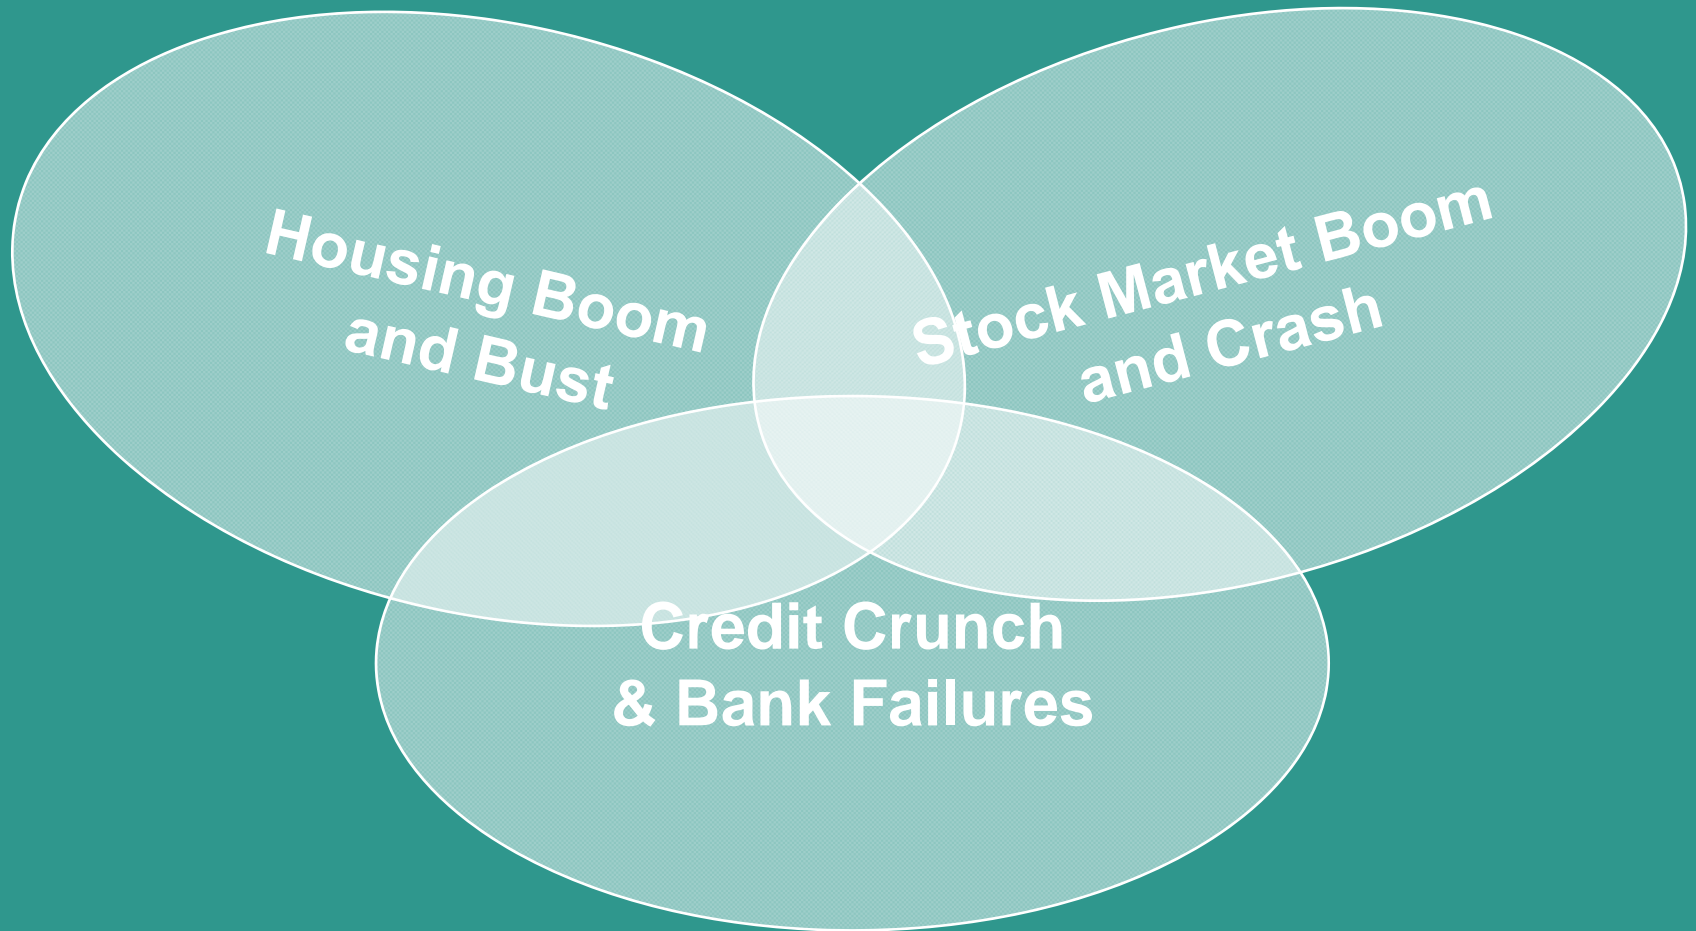 Housing Boom
and Bust
Stock Market Boom
and Crash
Credit Crunch
& Bank Failures